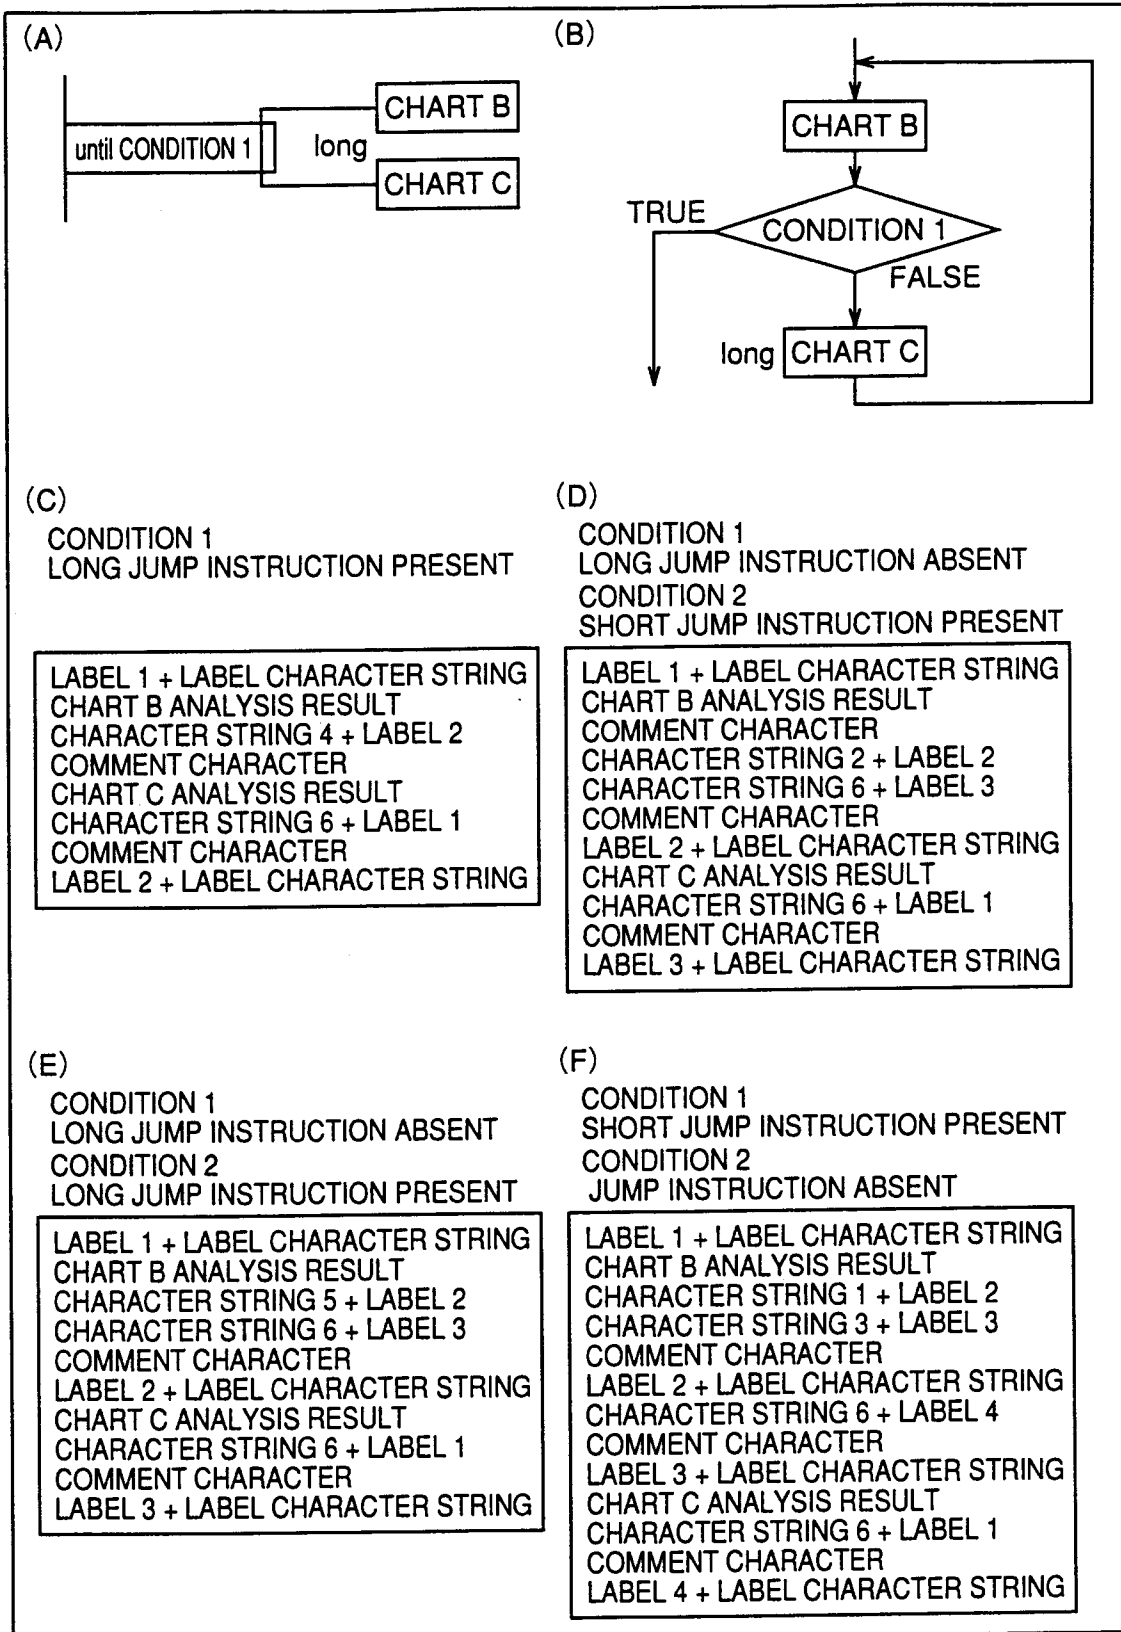 (A)
CHART B
until CONDITION 1
long
CHART C
(B)
CHART B
TRUE
CONDITION 1
FALSE
long
CHART C
(C)
CONDITION 1
LONG JUMP INSTRUCTION PRESENT
LABEL 1 + LABEL CHARACTER STRING
CHART B ANALYSIS RESULT
CHARACTER STRING 4 + LABEL 2
COMMENT CHARACTER
CHART C ANALYSIS RESULT
CHARACTER STRING 6 + LABEL 1
COMMENT CHARACTER
LABEL 2 + LABEL CHARACTER STRING
(D)
CONDITION 1
LONG JUMP INSTRUCTION ABSENT
CONDITION 2
SHORT JUMP INSTRUCTION PRESENT
LABEL 1 + LABEL CHARACTER STRING
CHART B ANALYSIS RESULT
COMMENT CHARACTER
CHARACTER STRING 2 + LABEL 2
CHARACTER STRING 6 + LABEL 3
COMMENT CHARACTER
LABEL 2 + LABEL CHARACTER STRING
CHART C ANALYSIS RESULT
CHARACTER STRING 6 + LABEL 1
COMMENT CHARACTER
LABEL 3 + LABEL CHARACTER STRING
(E)
CONDITION 1
LONG JUMP INSTRUCTION ABSENT
CONDITION 2
LONG JUMP INSTRUCTION PRESENT
LABEL 1 + LABEL CHARACTER STRING
CHART B ANALYSIS RESULT
CHARACTER STRING 5 + LABEL 2
CHARACTER STRING 6 + LABEL 3
COMMENT CHARACTER
LABEL 2 + LABEL CHARACTER STRING
CHART C ANALYSIS RESULT
CHARACTER STRING 6 + LABEL 1
COMMENT CHARACTER
LABEL 3 + LABEL CHARACTER STRING
(F)
CONDITION 1
SHORT JUMP INSTRUCTION PRESENT
CONDITION 2
JUMP INSTRUCTION ABSENT
LABEL 1 + LABEL CHARACTER STRING
CHART B ANALYSIS RESULT
CHARACTER STRING 1 + LABEL 2
CHARACTER STRING 3 + LABEL 3
COMMENT CHARACTER
LABEL 2 + LABEL CHARACTER STRING
CHARACTER STRING 6 + LABEL 4
COMMENT CHARACTER
LABEL 3 + LABEL CHARACTER STRING
CHART C ANALYSIS RESULT
CHARACTER STRING 6 + LABEL 1
COMMENT CHARACTER
LABEL 4 + LABEL CHARACTER STRING